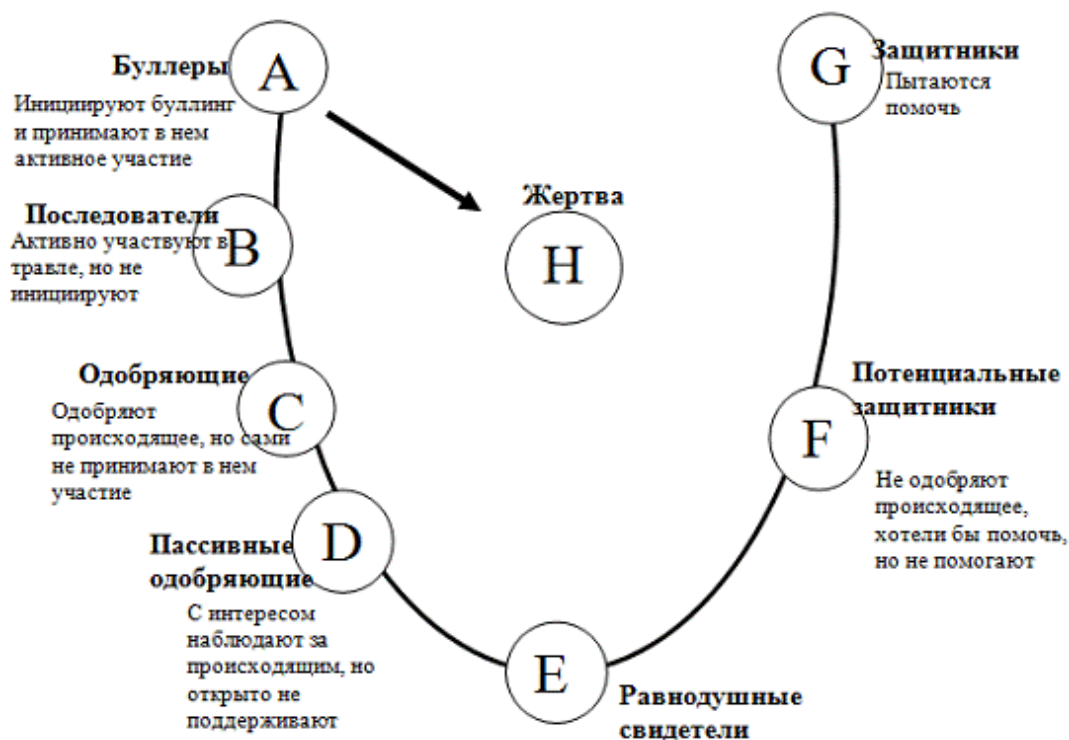 Буллеры
A
Инициируют буллинг
и принимают в нем
активное участие
Последователи
B
Активно участвуют в
травле, но не
инициируют
Одобряющие
C
Одобряют
происходящее, но сами
не принимают в нем
участие
Пассивные
одобряющие
D
С интересом
наблюдают за
происходящим, но
открыто не
поддерживают
E
Равнодушные
свидетели
Потенциальные
защитники
F
Не одобряют
происходящее,
хотели бы помочь,
но не помогают
Защитники
G
Пытаются
помочь
Жертва
H